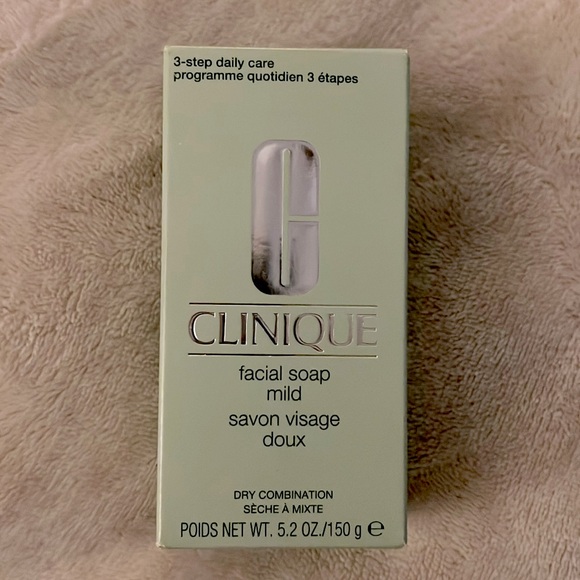 3-step daily care
programme quotidien 3 étapes
CLINIQUE
facial soap
mild
savon visage
doux
DRY COMBINATION
SÈCHE À MIXTE
POIDS NET WT. 5.2 OZ./150 g ℮